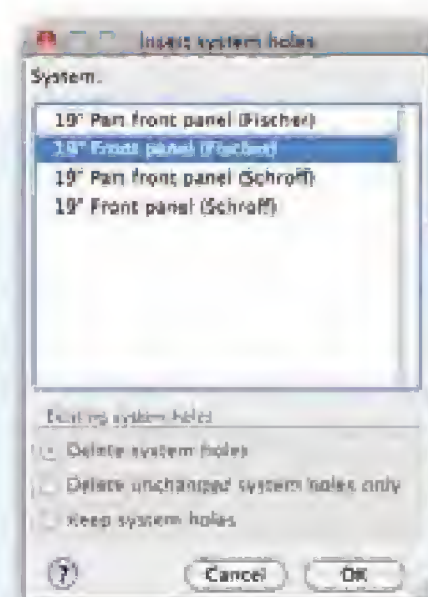 Insert system holes
System:
19" Part front panel (Fischer)
19" Front panel (Fischer)
19" Part front panel (Schroff)
19" Front panel (Schroff)
Existing system holes
Delete system holes
Delete unchanged system holes only
Keep system holes
?
Cancel
OK